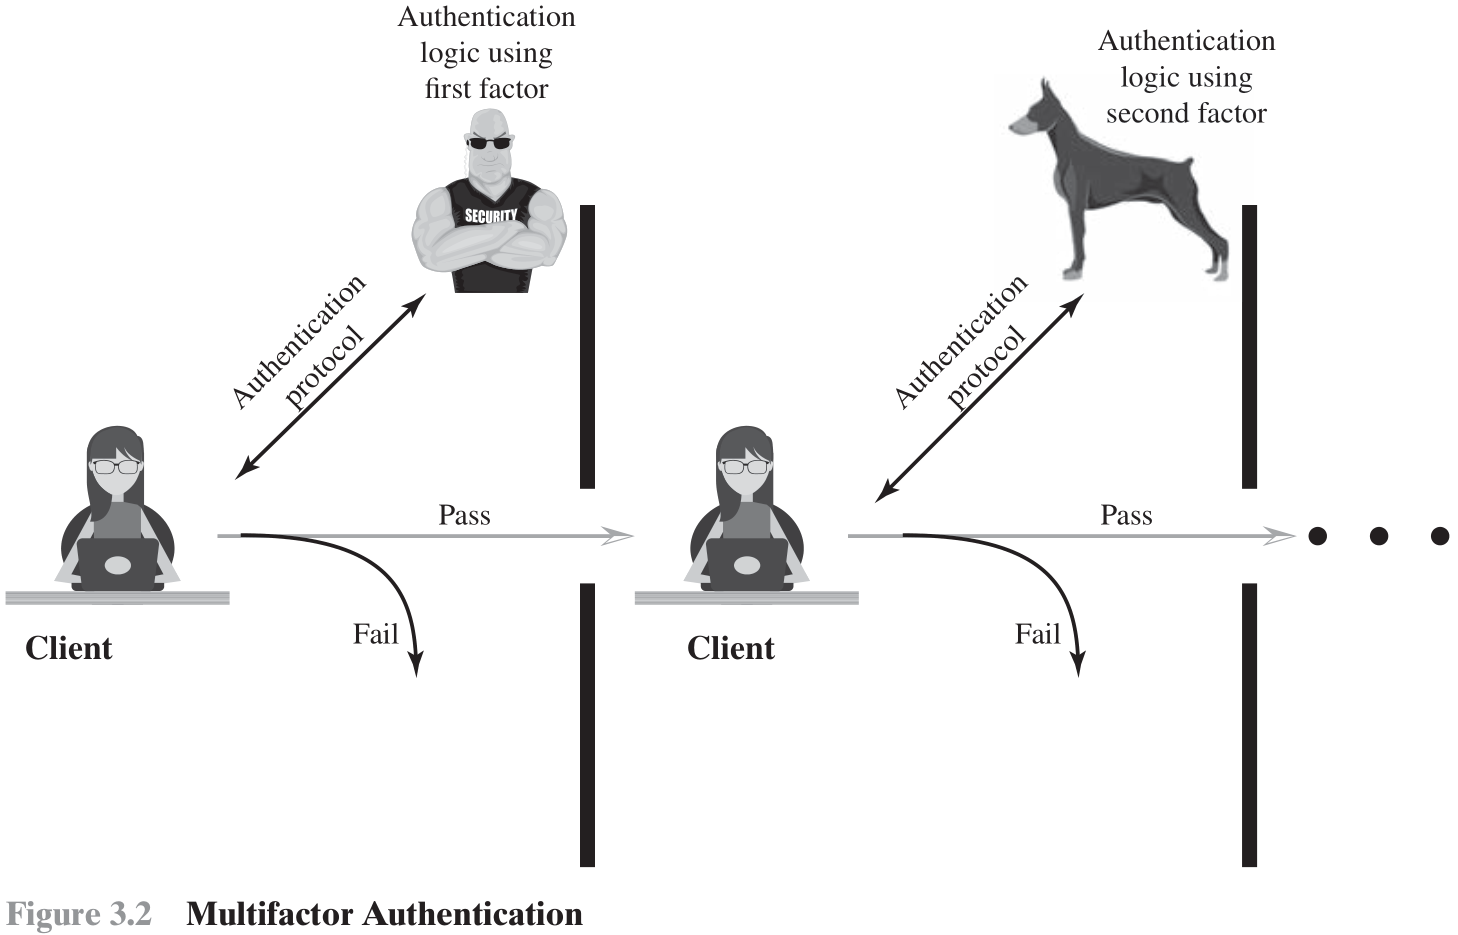 Authentication
logic using
first factor
Authentication
logic using
second factor
SECURITY
Authentication
protocol
Authentication
protocol
Pass
Pass
Fail
Fail
Client
Client
Figure 3.2 Multifactor Authentication